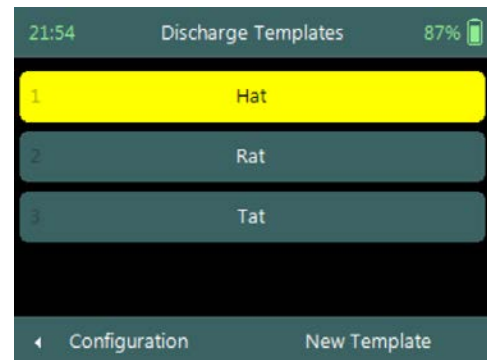 21:54 Discharge Templates 87%
1 Hat
2 Rat
3 Tat
Configuration New Template